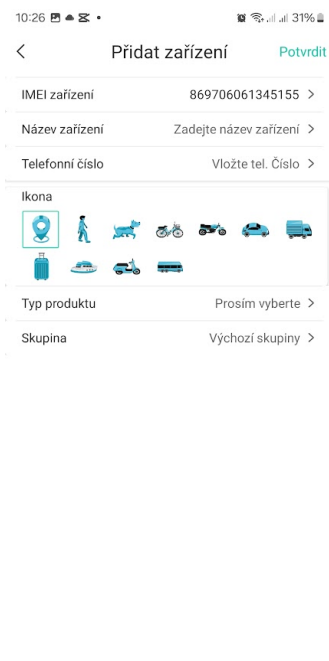 10:26 31%
Přidat zařízení Potvrdit
IMEI zařízení 869706061345155
Název zařízení Zadejte název zařízení
Telefonní číslo Vložte tel. Číslo
Ikona
Typ produktu Prosím vyberte
Skupina Výchozí skupiny